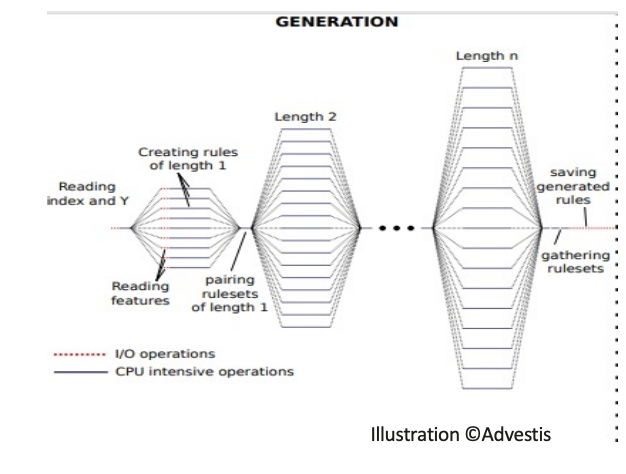 GENERATION
Length n
Length 2
Creating rules
of length 1
Reading
index and Y
saving
generated
rules
gathering
rulesets
Reading
features
pairing
rulesets
of length 1
I/O operations
CPU intensive operations
Illustration ©Advestis